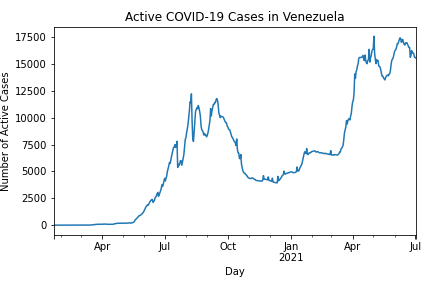 Active COVID-19 Cases in Venezuela
Number of Active Cases
17500
15000
12500
10000
7500
5000
2500
0
Apr Jul Oct Jan Apr Jul
2021
Day